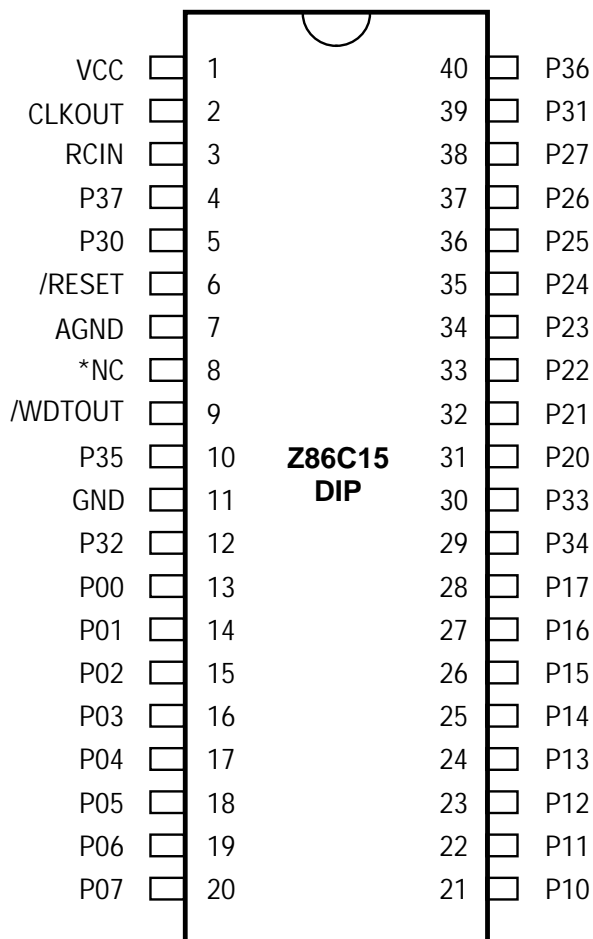 VCC 1 40 P36
CLKOUT 2 39 P31
RCIN 3 38 P27
P37 4 37 P26
P30 5 36 P25
/RESET 6 35 P24
AGND 7 34 P23
*NC 8 33 P22
/WDTOUT 9 32 P21
P35 10 Z86C15 31 P20
DIP
GND 11 30 P33
P32 12 29 P34
P00 13 28 P17
P01 14 27 P16
P02 15 26 P15
P03 16 25 P14
P04 17 24 P13
P05 18 23 P12
P06 19 22 P11
P07 20 21 P10